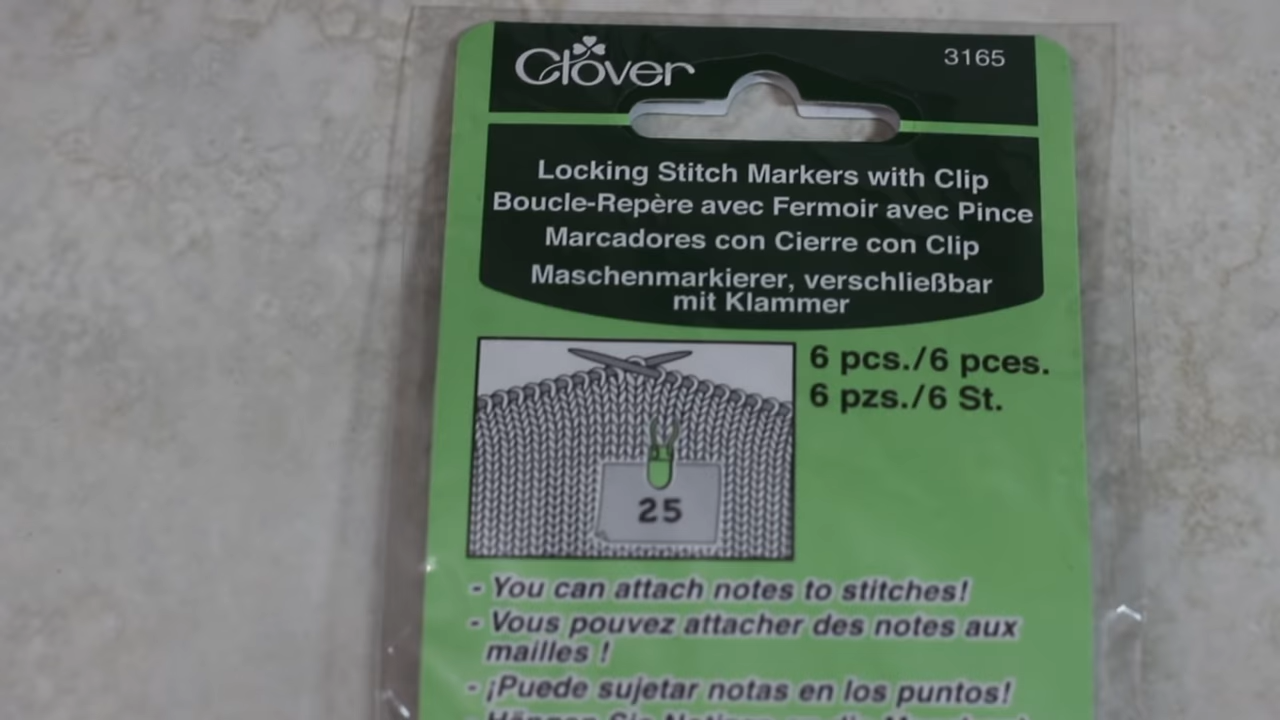 Clover
3165
Locking Stitch Markers with Clip
Boucle-Repère avec Fermoir avec Pince
Marcadores con Cierre con Clip
Maschenmarkierer, verschließbar
mit Klammer
6 pcs./6 pces.
6 pzs./6 St.
25
- You can attach notes to stitches!
- Vous pouvez attacher des notes aux
mailles !
- ¡Puede sujetar notas en los puntos!